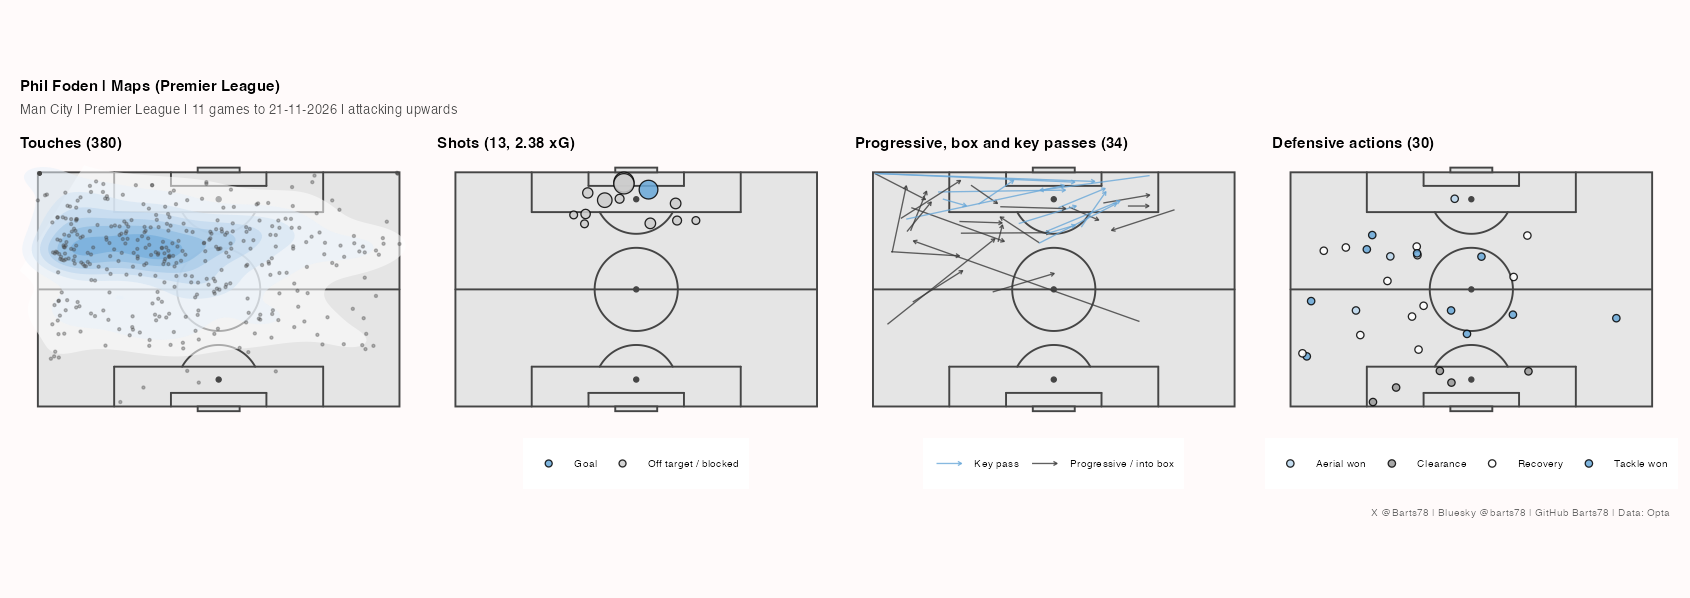 Phil Foden | Maps (Premier League)
Man City | Premier League | 11 games to 21-11-2026 | attacking upwards
Touches (380)
Shots (13, 2.38 xG)
Progressive, box and key passes (34)
Defensive actions (30)
Goal
Off target / blocked
Key pass
Progressive / into box
Aerial won
Clearance
Recovery
Tackle won
X @Barts78 | Bluesky @barts78 | GitHub Barts78 | Data: Opta